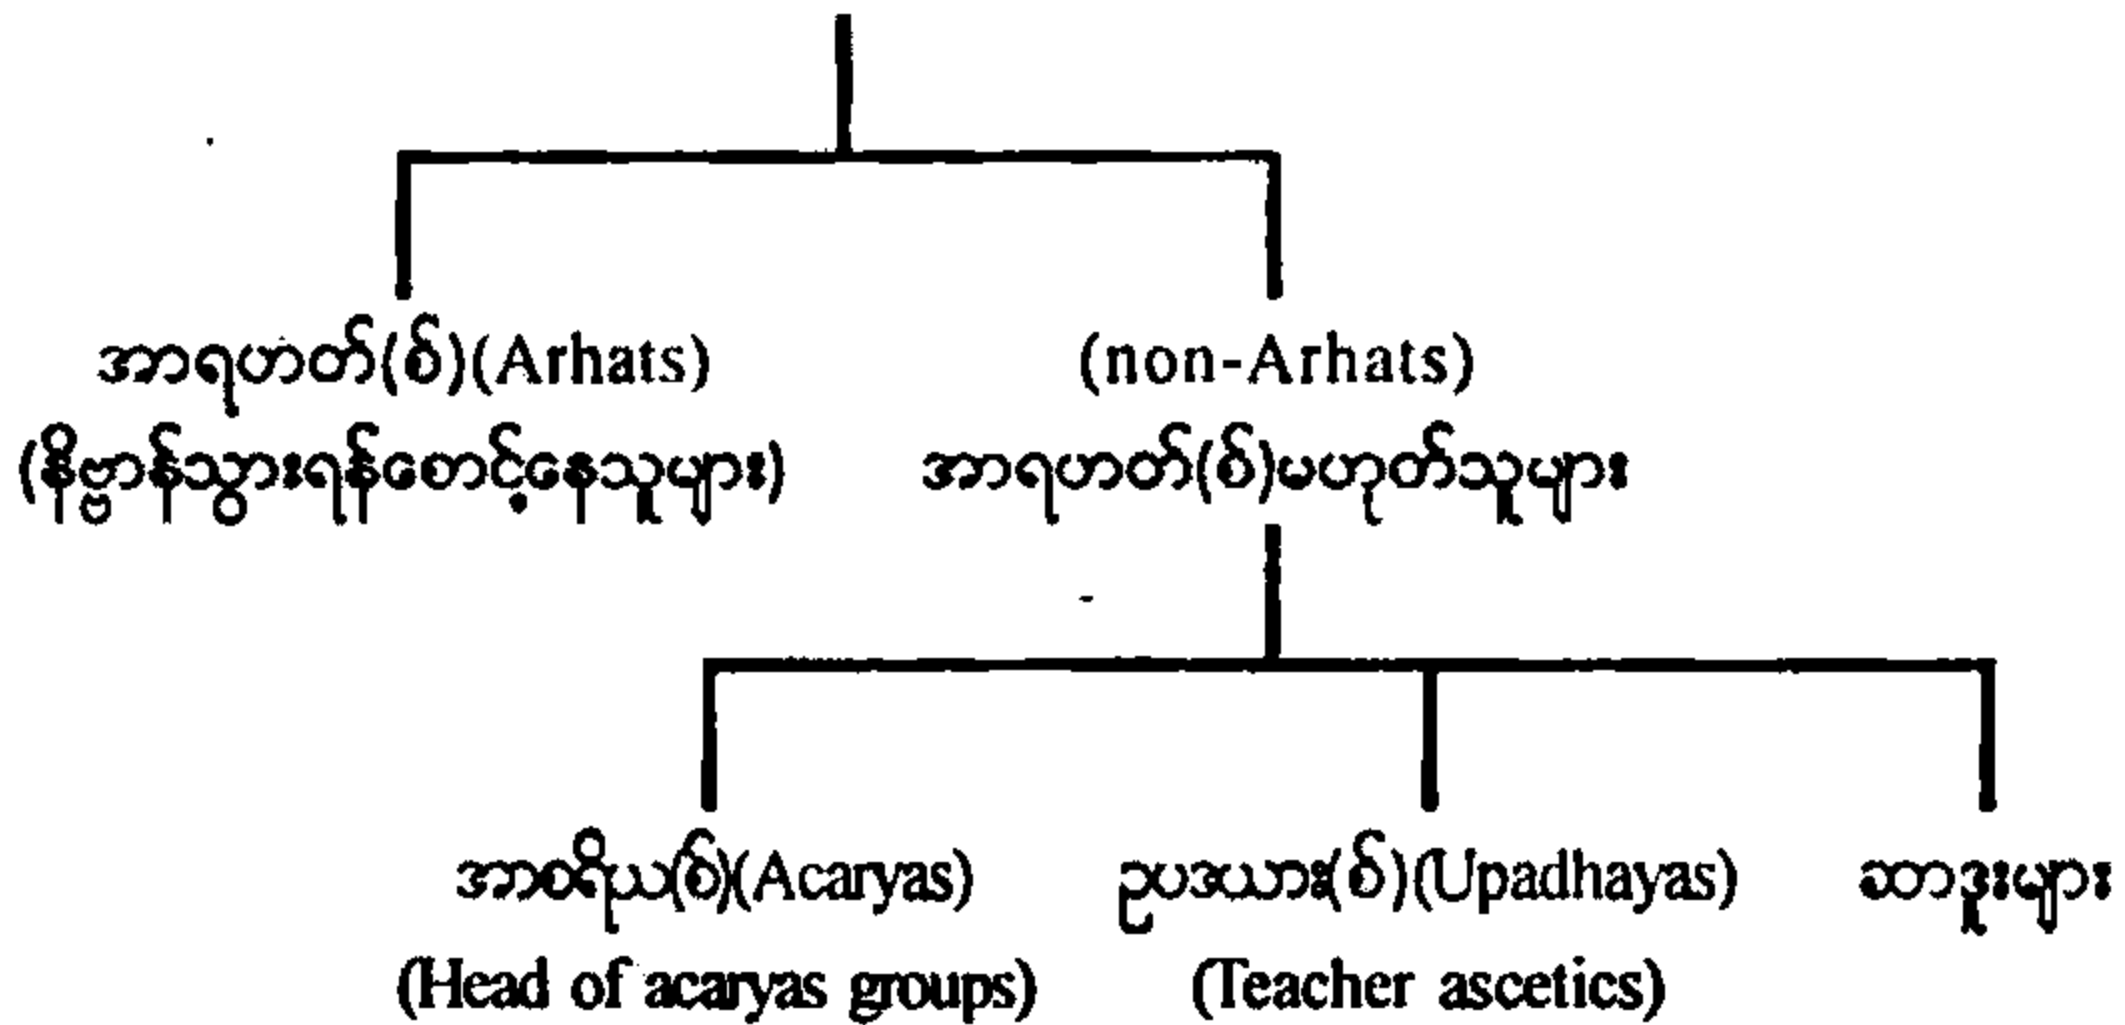 အာရဟတ်(စ်)(Arhats)
(non-Arhats)
(နိဗ္ဗာန်သွားရန်စောင့်နေသူများ)
အာရဟတ်(စ်)မဟုတ်သူများ
အာစရိယ(စ်)(Acaryas)
ဥပဒယား(စ်)(Upadhayas)
ဆာဒူးများ
(Head of acaryas groups)
(Teacher ascetics)